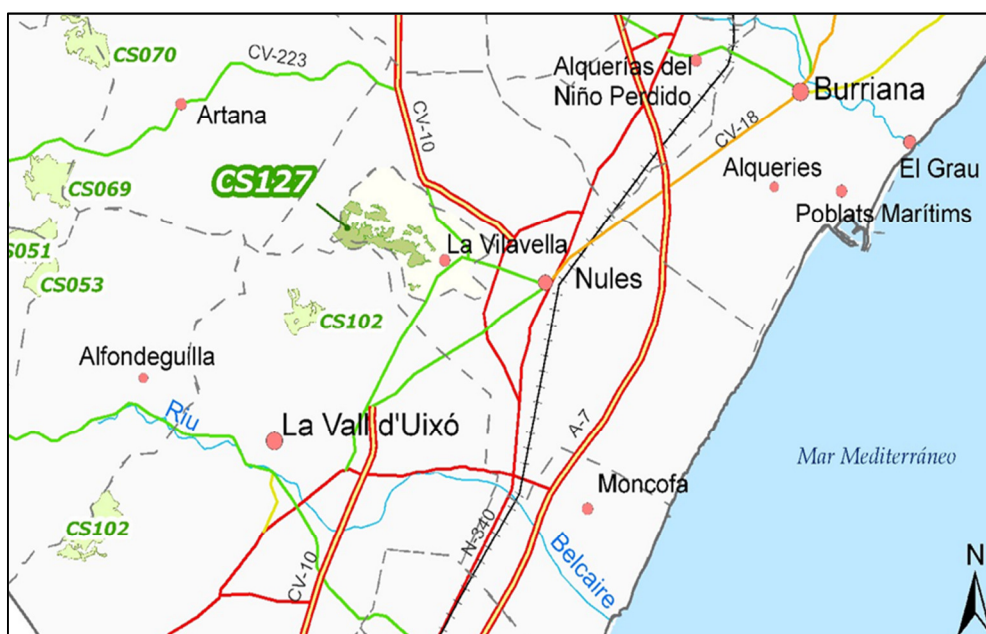 CS070
CV-223
Artana
CS069
CS127
CV-10
Alquerias del
Niño Perdido
Burriana
CV-18
Alqueries
El Grau
Poblats Marítims
CS051
CS053
CS102
La Vilavella
Nules
Alfondeguilla
Riu
La Vall d'Uixó
A-7
Mar Mediterráneo
Moncofa
CS102
CV-10
N-340
Belcaire
N